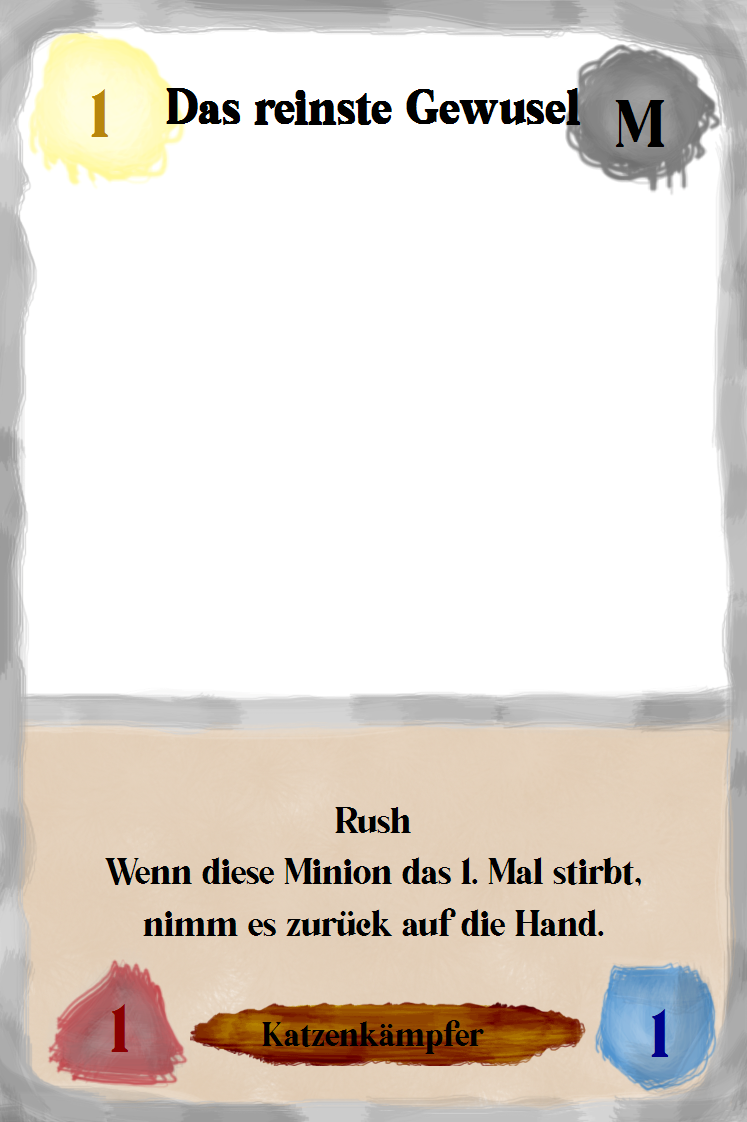 1
Das reinste Gewusel
M
Rush
Wenn diese Minion das 1. Mal stirbt,
nimm es zurück auf die Hand.
1
Katzenkämpfer
1